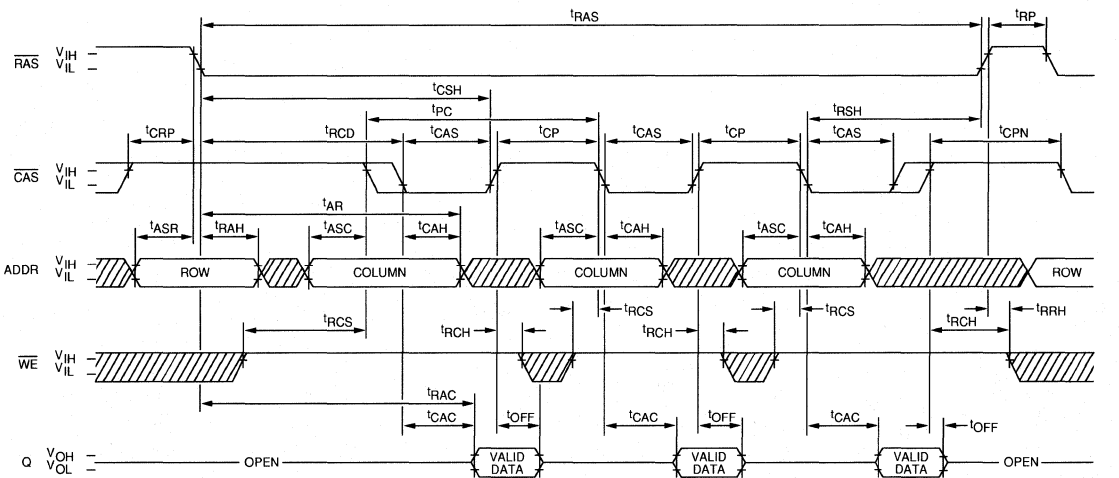 tRAS
tRP
RAS VIH
VIL
tCSH
tPC
tRSH
tCRP
tRCD
tCAS
tCP
tCAS
tCP
tCAS
tCPN
CAS VIH
VIL
tAR
tASR
tRAH
tASC
tCAH
tASC
tCAH
tASC
tCAH
ADDR VIH
VIL
ROW
COLUMN
COLUMN
COLUMN
ROW
tRCS
tRCH
tRCS
tRCH
tRCS
tRCH
tRRH
WE VIH
VIL
tRAC
tCAC
tOFF
tCAC
tOFF
tCAC
tOFF
Q VOH
VOL
OPEN
VALID
DATA
VALID
DATA
VALID
DATA
OPEN